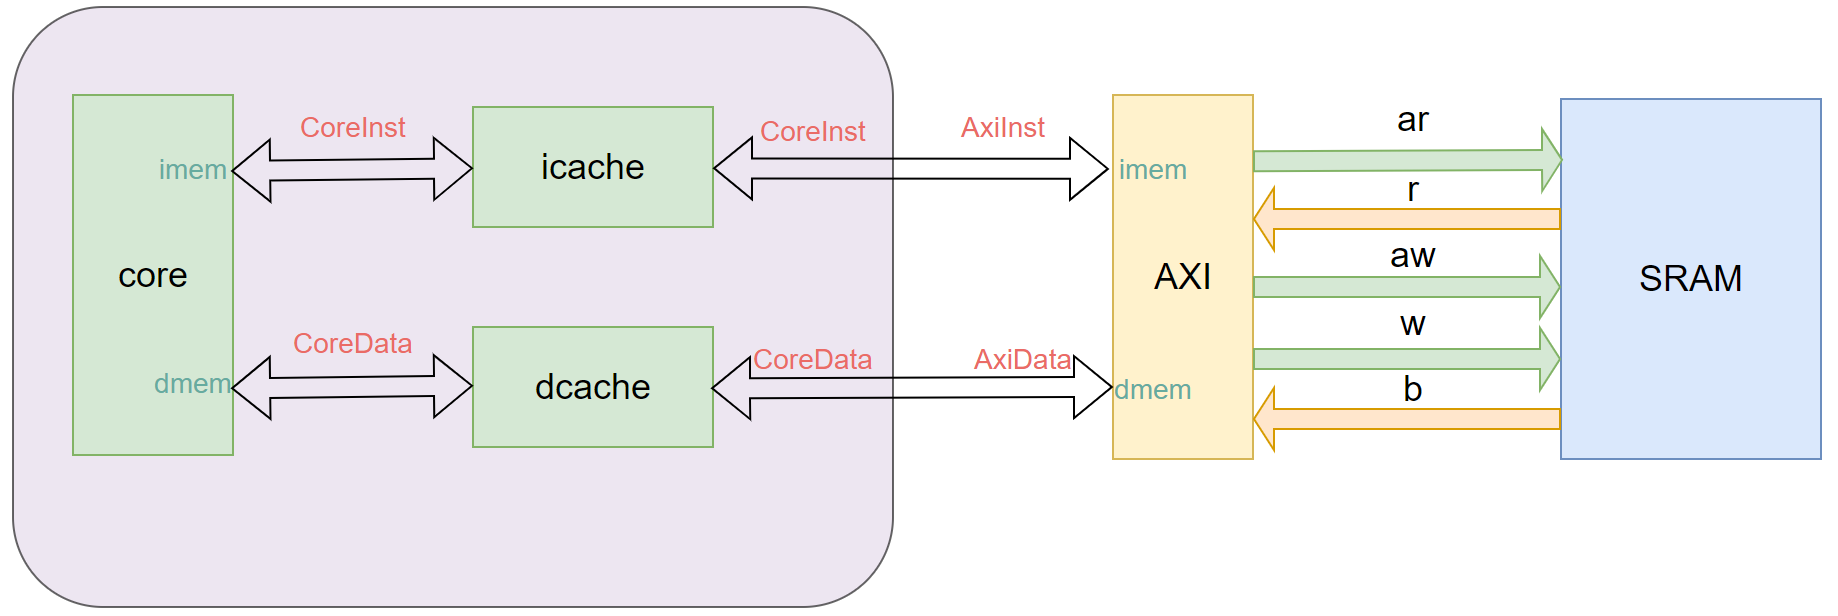 CoreInst
CoreInst
AxiInst
ar
imem
icache
imem
r
core
AXI
aw
SRAM
w
CoreData
CoreData
AxiData
dmem
dcache
dmem
b